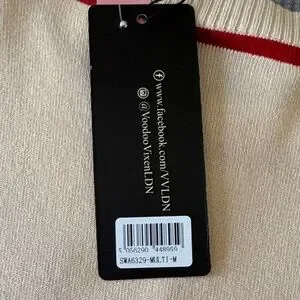 www.facebook.com/VVLDN
@VoodooVixenLDN
5 056290 448959
SWA6329-MULTI-M